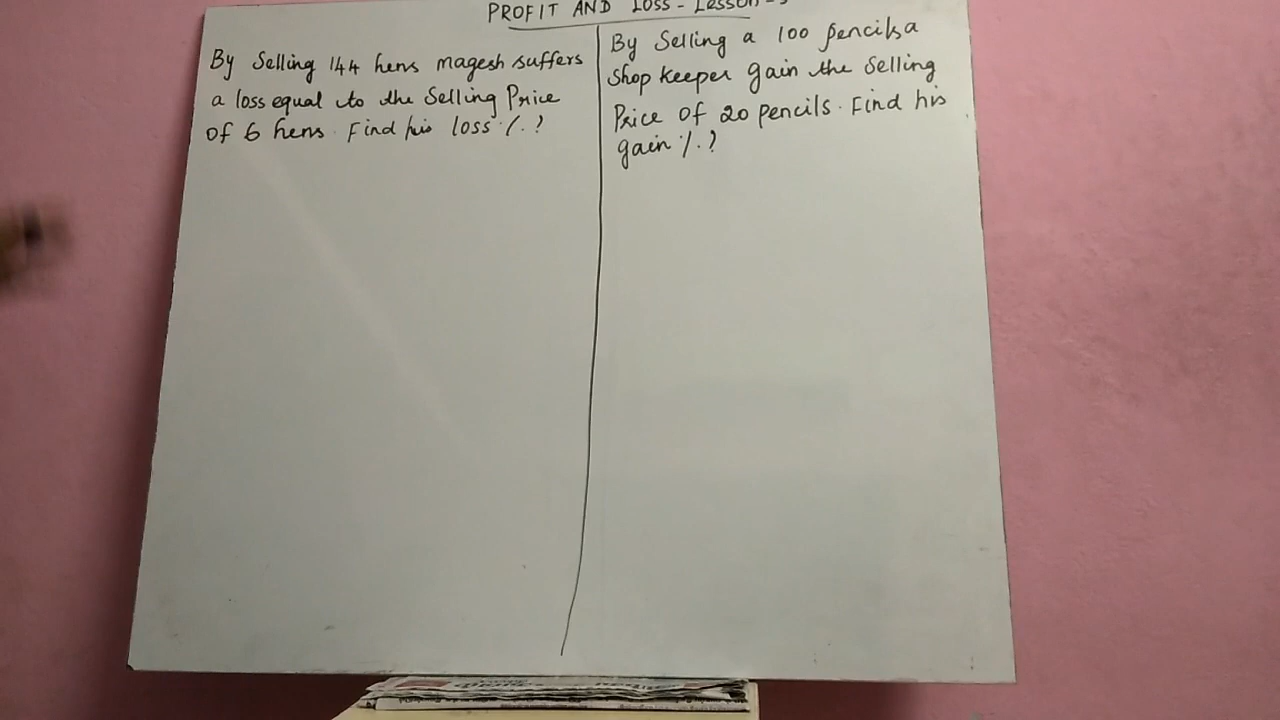 PROFIT AND LOSS - Lesson -
By Selling 144 hens magesh suffers
a loss equal to the Selling Price
of 6 hens. Find his loss %.?
By Selling a 100 pencils a
Shop keeper gain the Selling
Price of 20 pencils. Find his
gain %.?